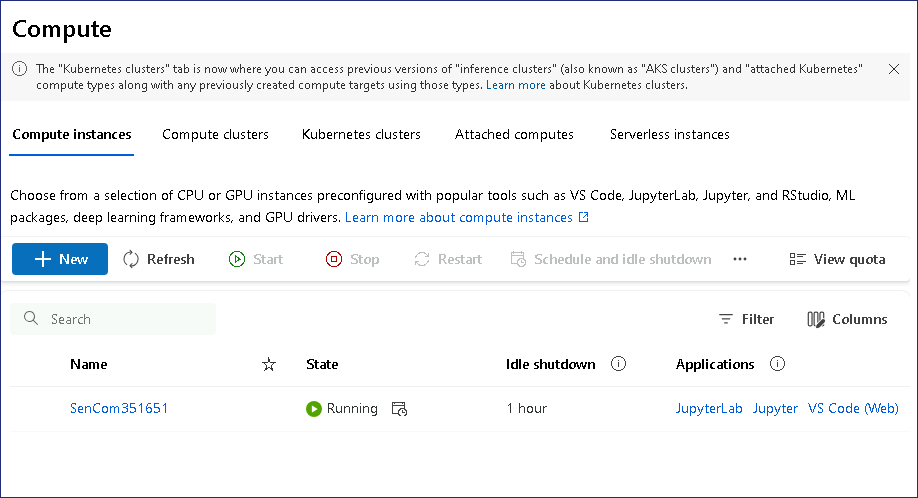 Compute
The "Kubernetes clusters" tab is now where you can access previous versions of "inference clusters" (also known as "AKS clusters") and "attached Kubernetes"
compute types along with any previously created compute targets using those types. Learn more about Kubernetes clusters.
Compute instances Compute clusters Kubernetes clusters Attached computes Serverless instances
Choose from a selection of CPU or GPU instances preconfigured with popular tools such as VS Code, JupyterLab, Jupyter, and RStudio, ML
packages, deep learning frameworks, and GPU drivers. Learn more about compute instances
New Refresh Start Stop Restart Schedule and idle shutdown ... View quota
Search Filter Columns
Name State Idle shutdown Applications
SenCom351651 Running 1 hour JupyterLab Jupyter VS Code (Web)